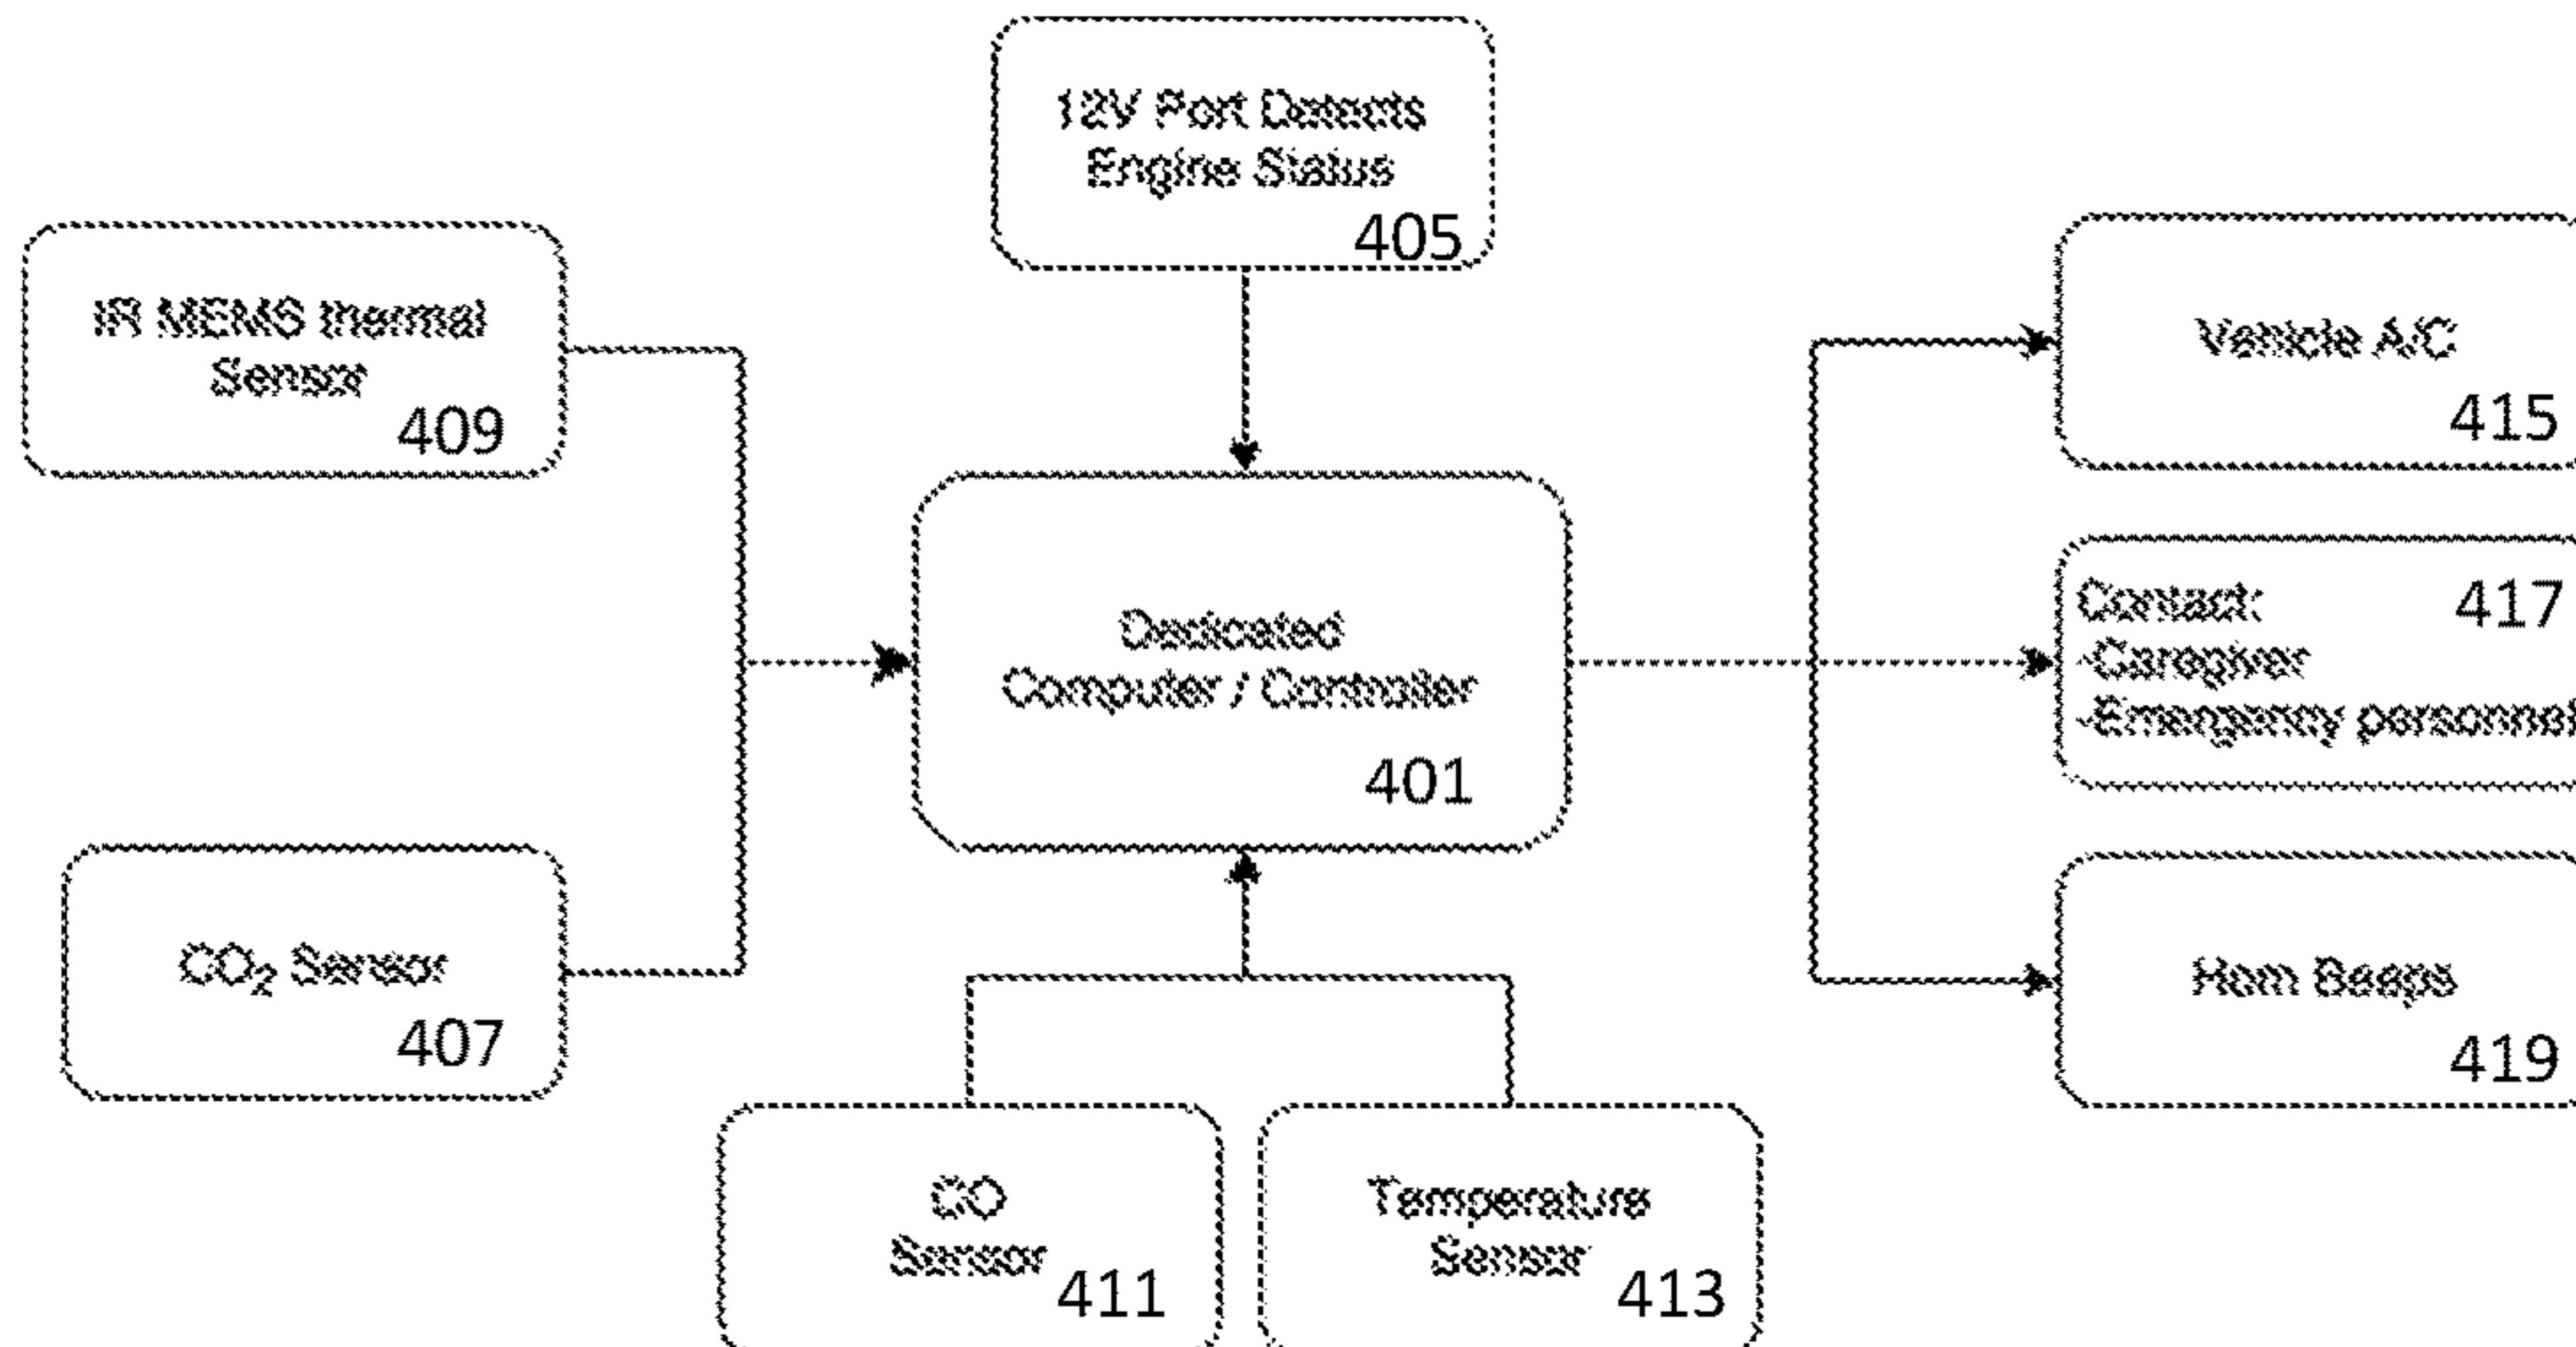 12V Port Detects
Engine Status
405
IR MEMS thermal
Sensor
409
Vehicle A/C
415
Dedicated
Computer / Controller
401
Contact:
417
-Caregiver
-Emergency personnel
CO₂ Sensor
407
Horn Beeps
419
CO
Sensor
411
Temperature
Sensor
413